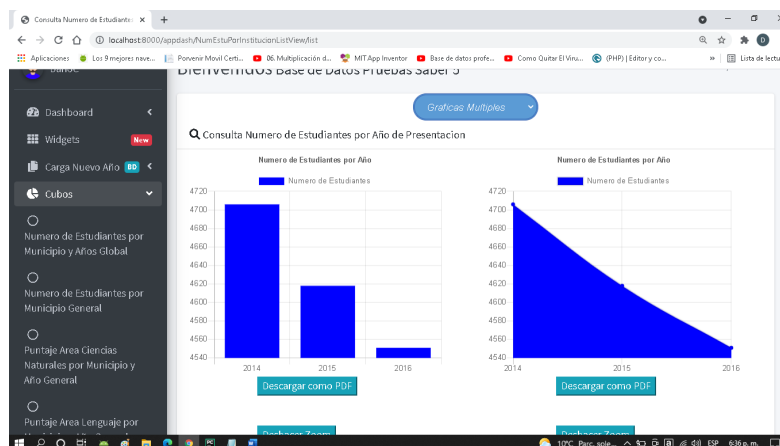 Consulta Numero de Estudiante
localhost:8000/appdash/NumEstuPorInstitucionListView/list
Aplicaciones
Los 9 mejores nave...
Porvenir Movil Certi...
06. Multiplicación d...
MIT App Inventor
Base de datos profe...
Como Quitar El Viru...
(PHP) | Editor y co...
»
Lista de lectu
Bienvenidos Base de Datos Pruebas Saber 5
Dashboard
Widgets New
Carga Nuevo Año BD
Cubos
Numero de Estudiantes por
Municipio y Años Global
Numero de Estudiantes por
Municipio General
Puntaje Area Ciencias
Naturales por Municipio y
Año General
Puntaje Area Lenguaje por
Graficas Multiples
Consulta Numero de Estudiantes por Año de Presentacion
Numero de Estudiantes por Año
Numero de Estudiantes
4720
4700
4680
4660
4640
4620
4600
4580
4560
4540
2014 2015 2016
Descargar como PDF
Deshacer Zoom
Numero de Estudiantes por Año
Numero de Estudiantes
4720
4700
4680
4660
4640
4620
4600
4580
4560
4540
2014 2015 2016
Descargar como PDF
Deshacer Zoom
10°C Parc. sole... ESP 6:36 p. m.